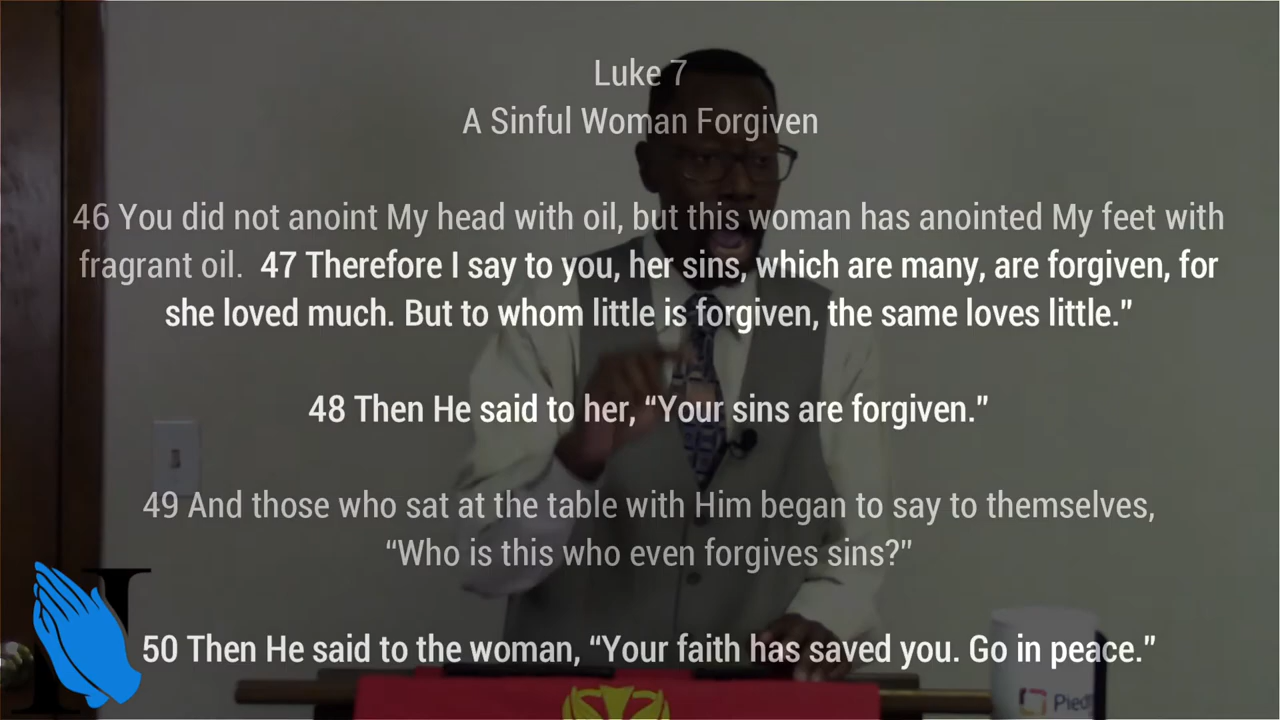 Luke 7
A Sinful Woman Forgiven
46 You did not anoint My head with oil, but this woman has anointed My feet with
fragrant oil.  47 Therefore I say to you, her sins, which are many, are forgiven, for
she loved much. But to whom little is forgiven, the same loves little.”
48 Then He said to her, “Your sins are forgiven.”
49 And those who sat at the table with Him began to say to themselves,
“Who is this who even forgives sins?”
50 Then He said to the woman, “Your faith has saved you. Go in peace.”